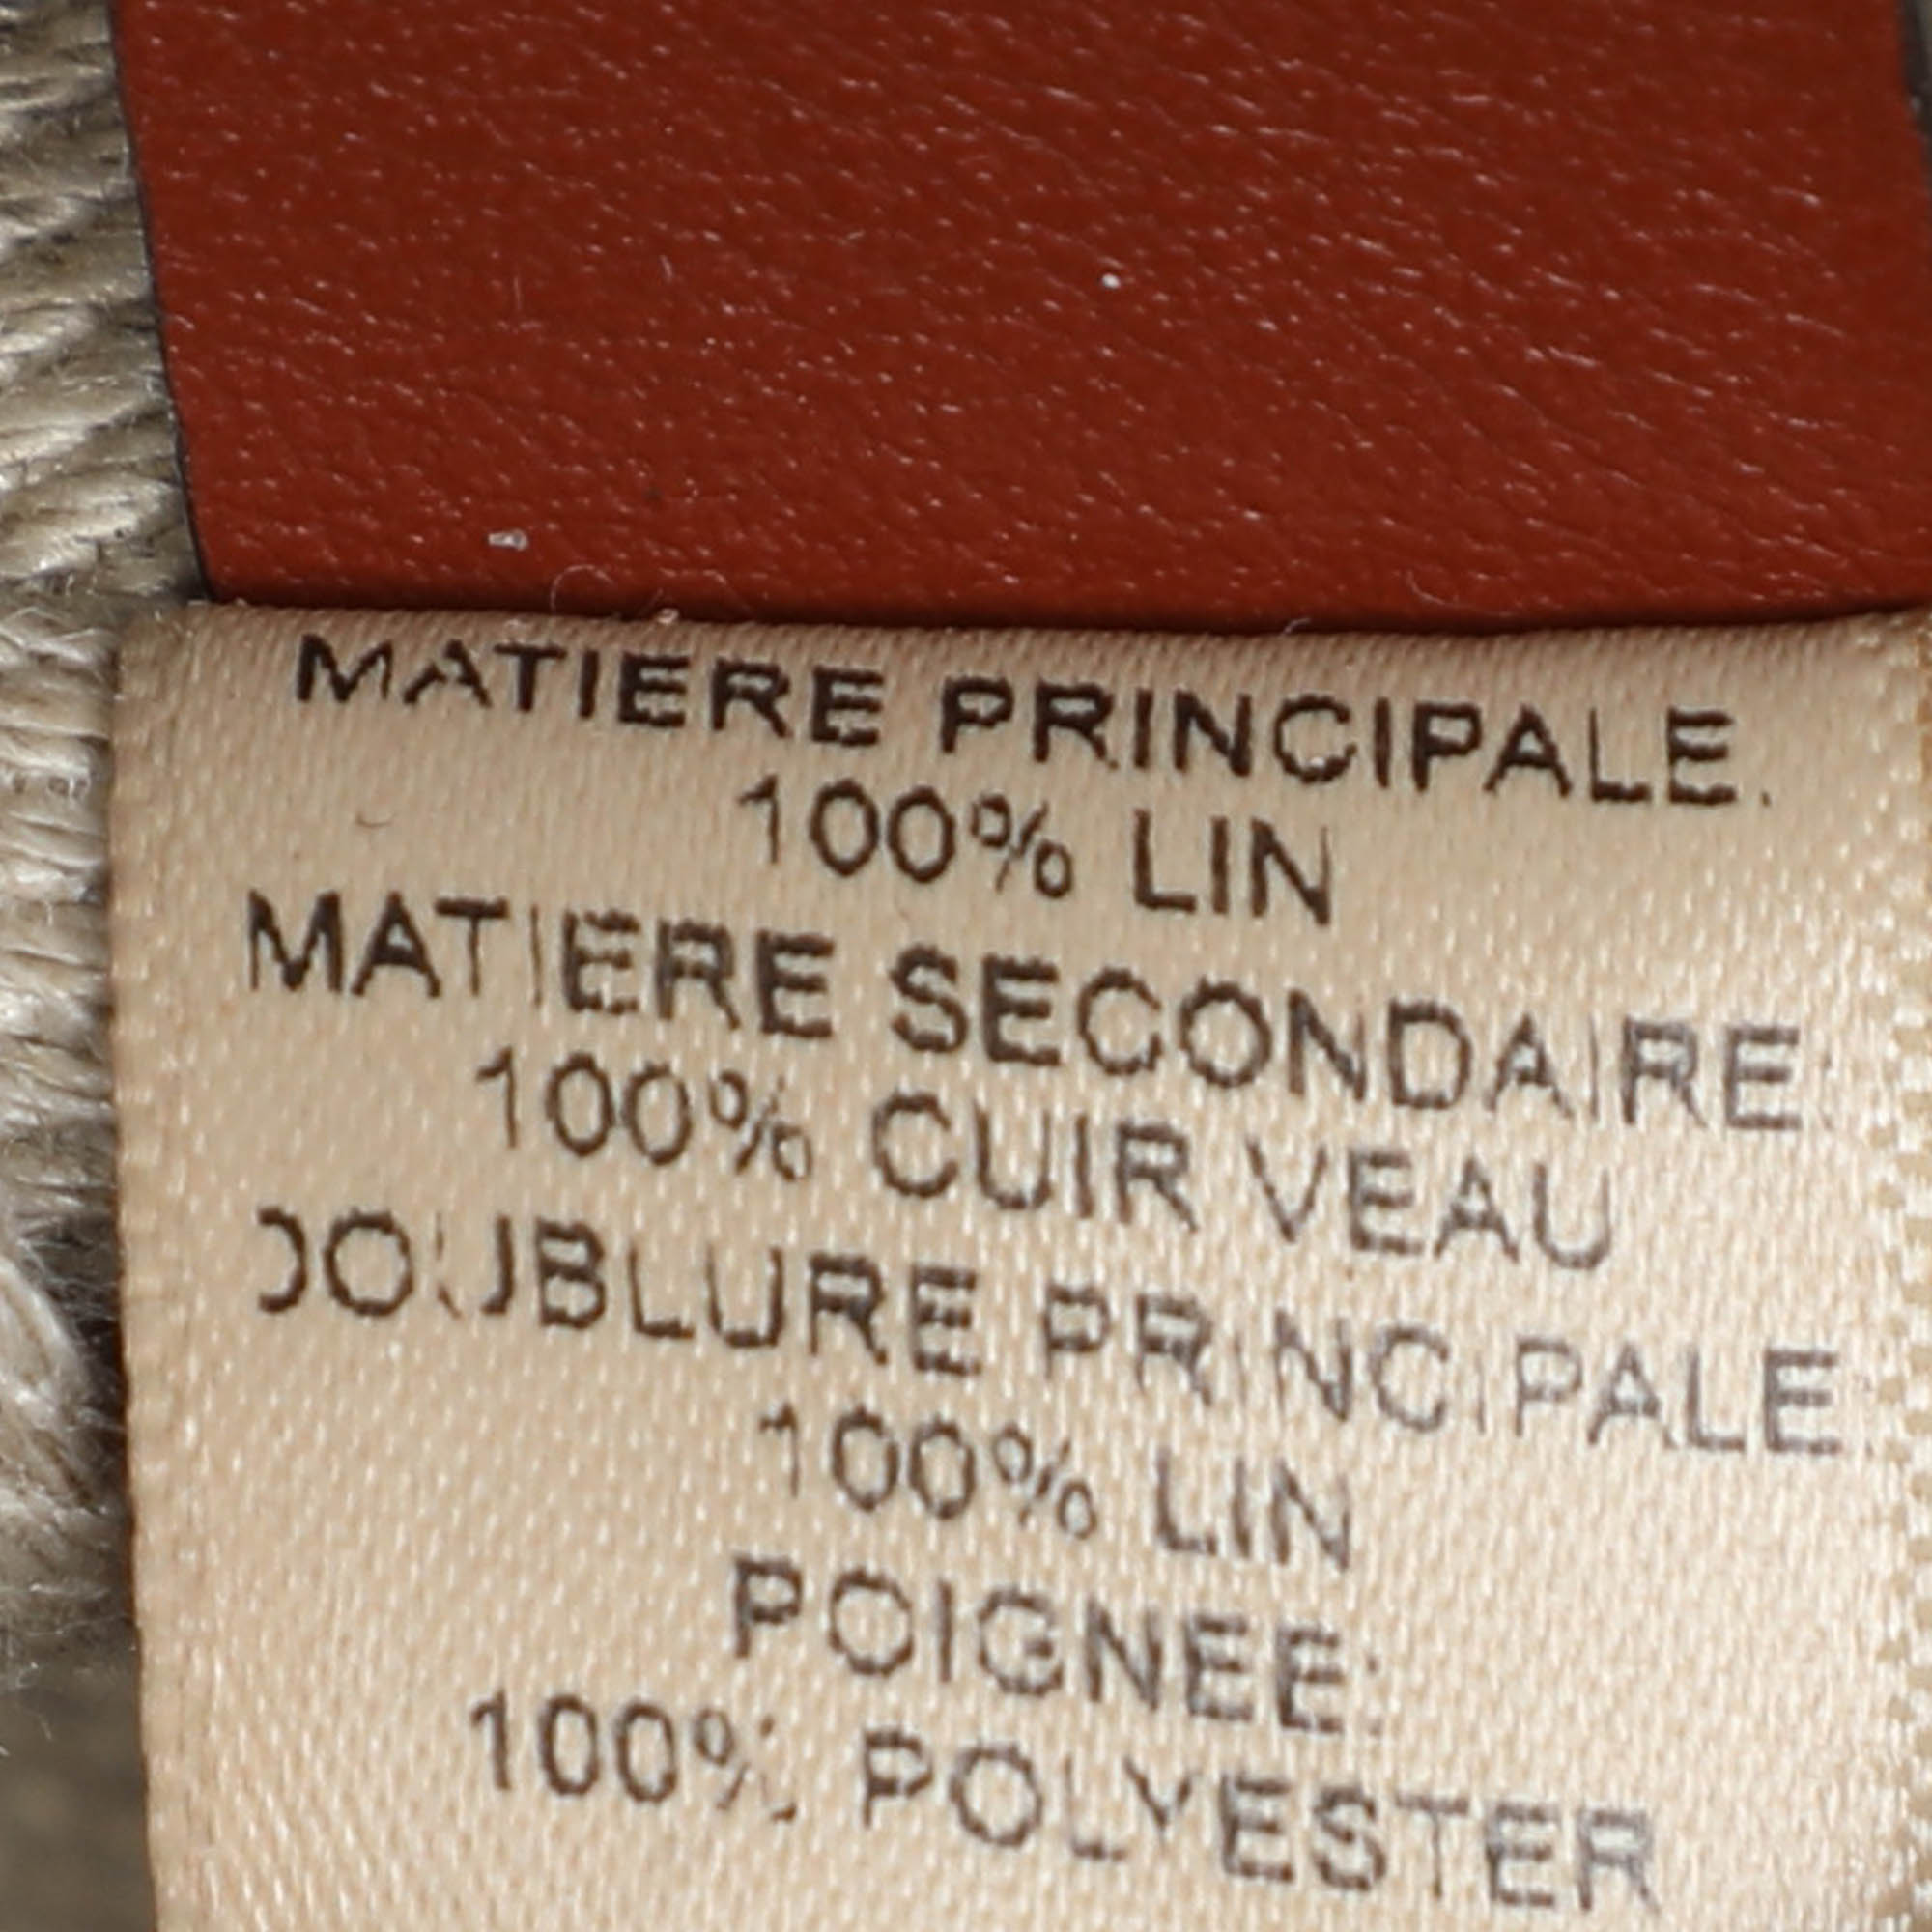 MATIERE PRINCIPALE.
100% LIN
MATIERE SECONDAIRE:
100% CUIR VEAU
DOUBLURE PRINCIPALE:
100% LIN
POIGNEE:
100% POLYESTER